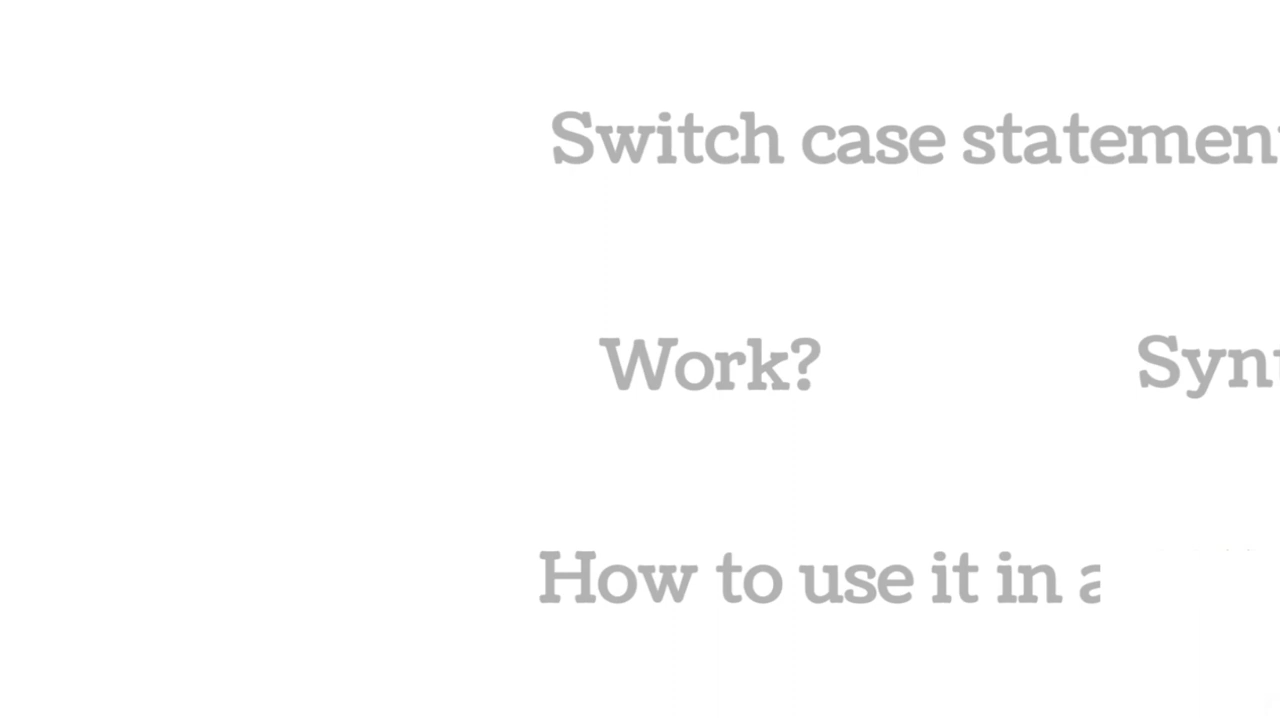 Switch case statemen
Work? Syn
How to use it in a